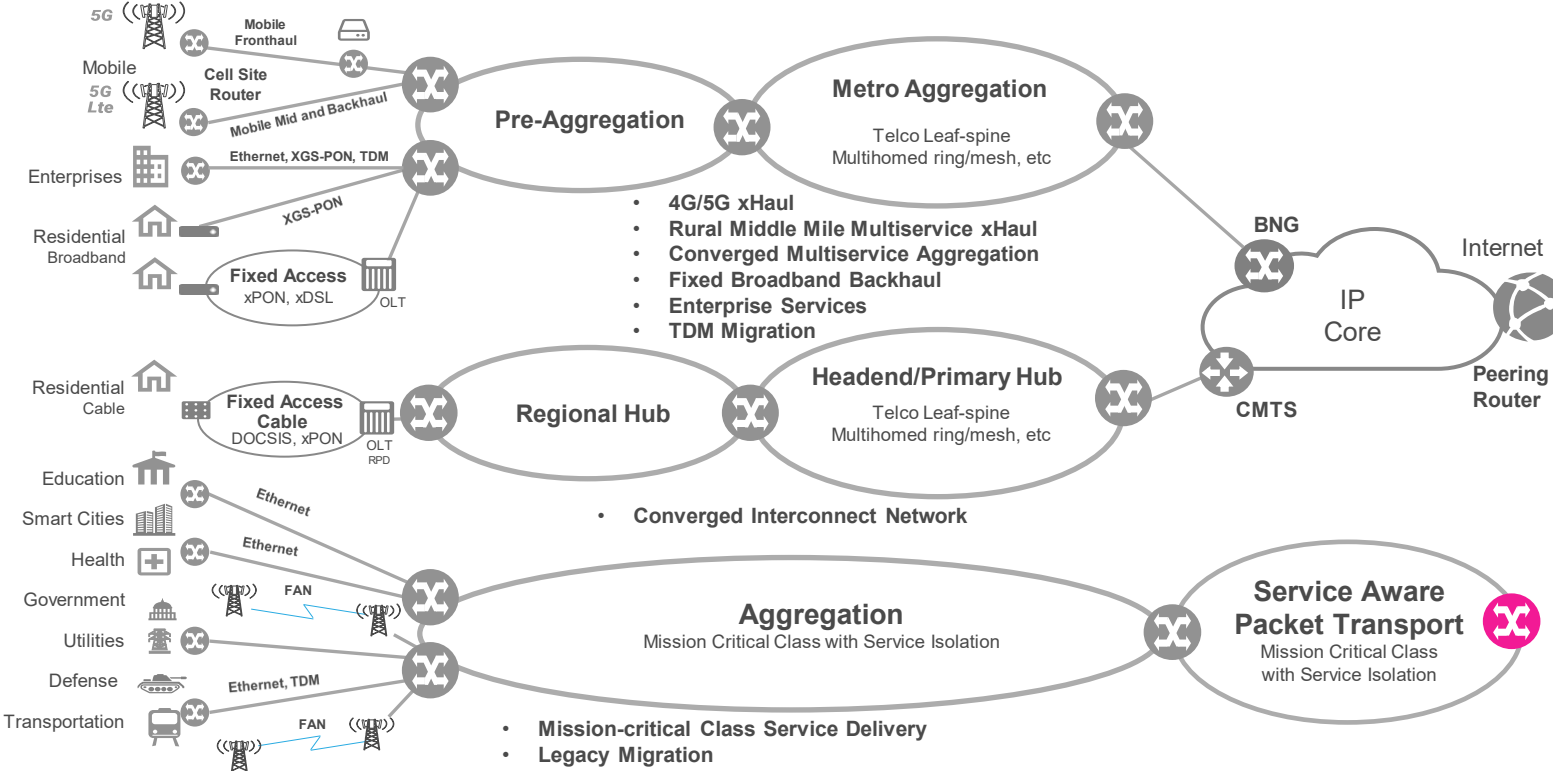 5G
Mobile
Fronthaul
Mobile
Cell Site
Router
5G
Lte
Mobile Mid and Backhaul
Pre-Aggregation
Metro Aggregation
Telco Leaf-spine
Multihomed ring/mesh, etc
Enterprises
Ethernet, XGS-PON, TDM
XGS-PON
Residential
Broadband
Fixed Access
xPON, xDSL
OLT
• 4G/5G xHaul
• Rural Middle Mile Multiservice xHaul
• Converged Multiservice Aggregation
• Fixed Broadband Backhaul
• Enterprise Services
• TDM Migration
BNG
Internet
IP
Core
Peering
Router
CMTS
Residential
Cable
Fixed Access
Cable
DOCSIS, xPON
OLT
RPD
Regional Hub
Headend/Primary Hub
Telco Leaf-spine
Multihomed ring/mesh, etc
• Converged Interconnect Network
Education
Ethernet
Smart Cities
Ethernet
Health
FAN
Government
Utilities
Defense
Ethernet, TDM
Transportation
FAN
Aggregation
Mission Critical Class with Service Isolation
Service Aware
Packet Transport
Mission Critical Class
with Service Isolation
• Mission-critical Class Service Delivery
• Legacy Migration